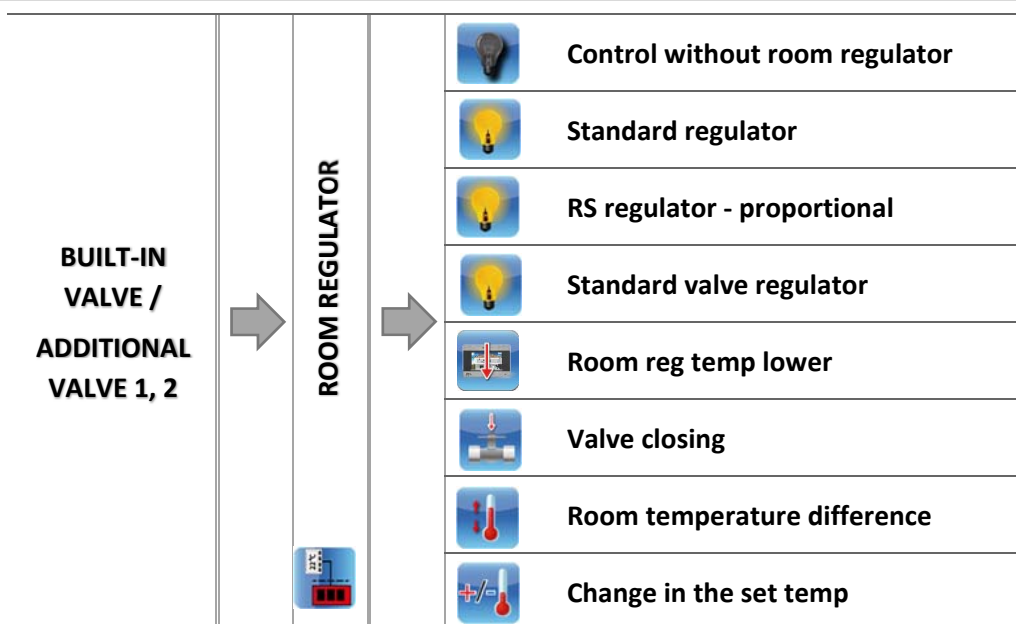 BUILT-IN
VALVE /
ADDITIONAL
VALVE 1, 2
ROOM REGULATOR
Control without room regulator
Standard regulator
RS regulator - proportional
Standard valve regulator
Room reg temp lower
Valve closing
Room temperature difference
+/-
Change in the set temp